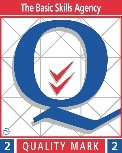 The Basic Skills Agency
Q
2 QUALITY MARK 2